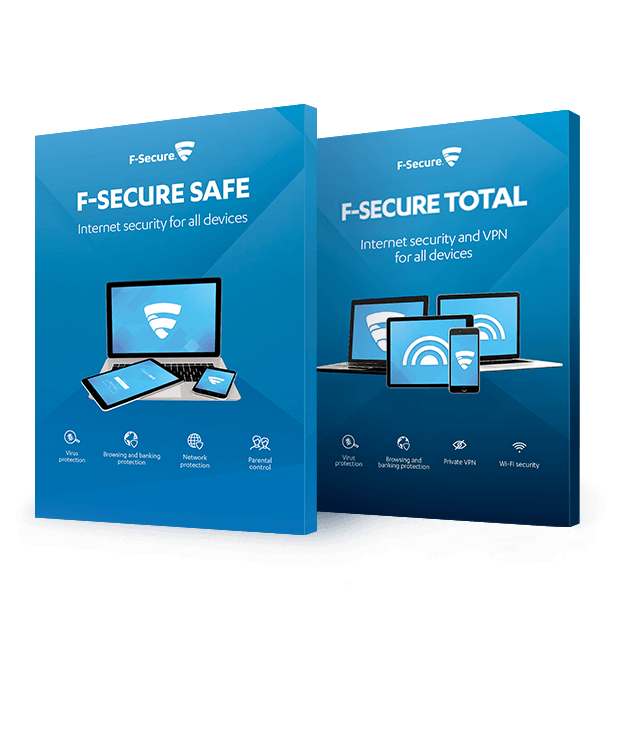 F-Secure.
F-SECURE SAFE
Internet security for all devices
Virus
protection
Browsing and banking
protection
Network
protection
Parental
control
F-Secure.
F-SECURE TOTAL
Internet security and VPN
for all devices
Virus
protection
Browsing and
banking protection
Private VPN
Wi-Fi security